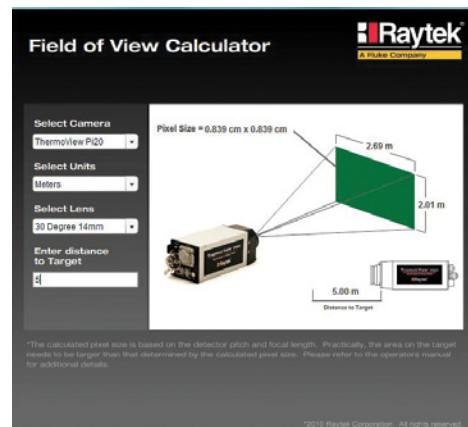 Field of View Calculator
Raytek
A Fluke Company
Select Camera
ThermoView Pi20
Select Units
Meters
Select Lens
30 Degree 14mm
Enter distance
to Target
5
Pixel Size = 0.839 cm x 0.839 cm
2.69 m
2.01 m
Raytek
5.00 m
Distance to Target
*The calculated pixel size is based on the detector pitch and focal length. Practically, the area on the target
needs to be larger than that determined by the calculated pixel size. Please refer to the operators manual
for additional details.
*2010 Raytek Corporation. All rights reserved.